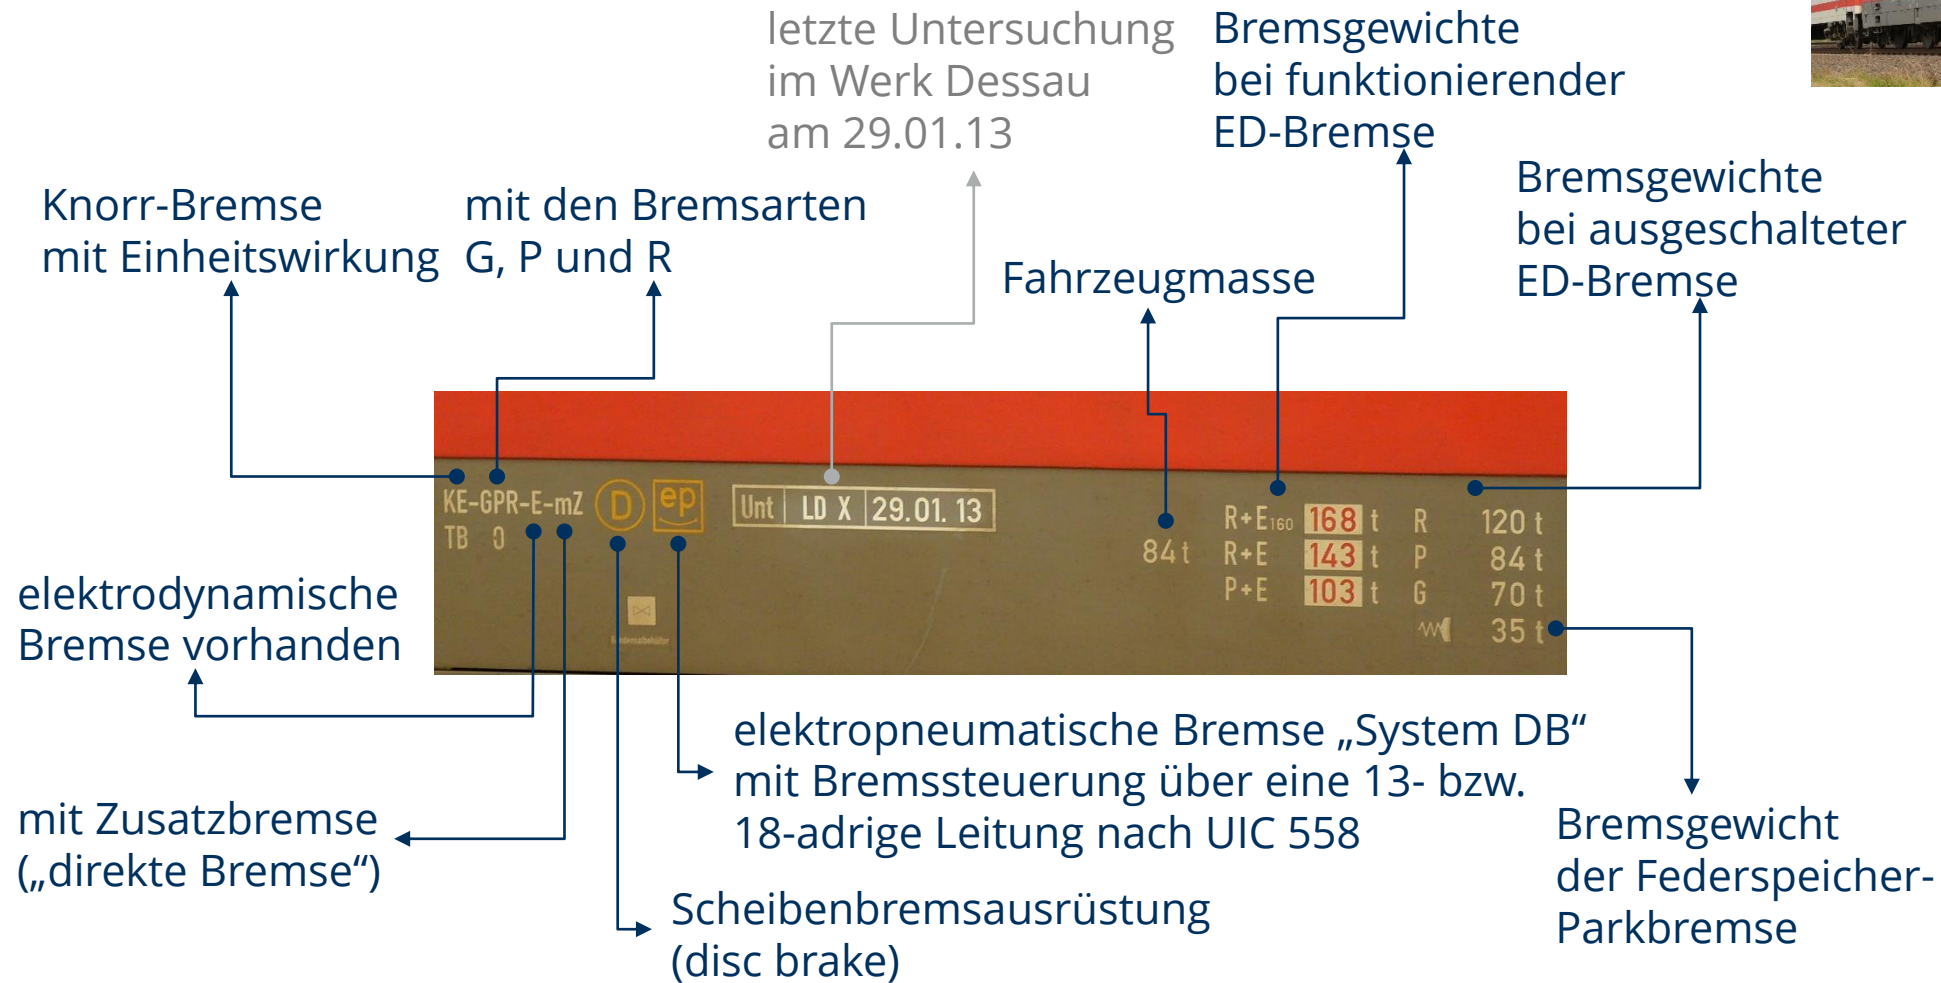 letzte Untersuchung
im Werk Dessau
am 29.01.13
Bremsgewichte
bei funktionierender
ED-Bremse
Bremsgewichte
bei ausgeschalteter
ED-Bremse
Knorr-Bremse
mit Einheitswirkung
mit den Bremsarten
G, P und R
Fahrzeugmasse
KE-GPR-E-mZ D ep
TB 0
Unt LD X 29.01.13
84 t
R+E160 168 t R 120 t
R+E 143 t P 84 t
P+E 103 t G 70 t
35 t
elektrodynamische
Bremse vorhanden
mit Zusatzbremse
(„direkte Bremse“)
elektropneumatische Bremse „System DB“
mit Bremssteuerung über eine 13- bzw.
18-adrige Leitung nach UIC 558
Scheibenbremsausrüstung
(disc brake)
Bremsgewicht
der Federspeicher-
Parkbremse